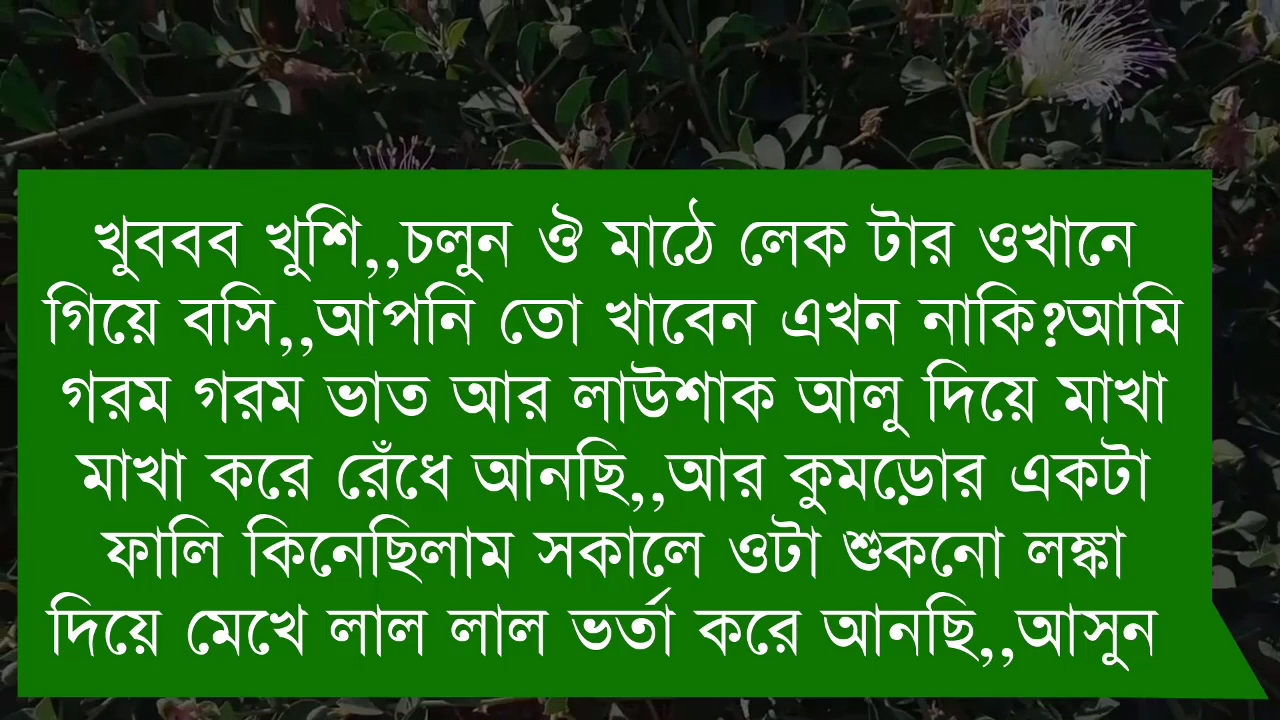 খুববব খুশি,,চলুন ঔ মাঠে লেক টার ওখানে
গিয়ে বসি,,আপনি তো খাবেন এখন নাকি?আমি
গরম গরম ভাত আর লাউশাক আলু দিয়ে মাখা
মাখা করে রেঁধে আনছি,,আর কুমড়োর একটা
ফালি কিনেছিলাম সকালে ওটা শুকনো লঙ্কা
দিয়ে মেখে লাল লাল ভর্তা করে আনছি,,আসুন